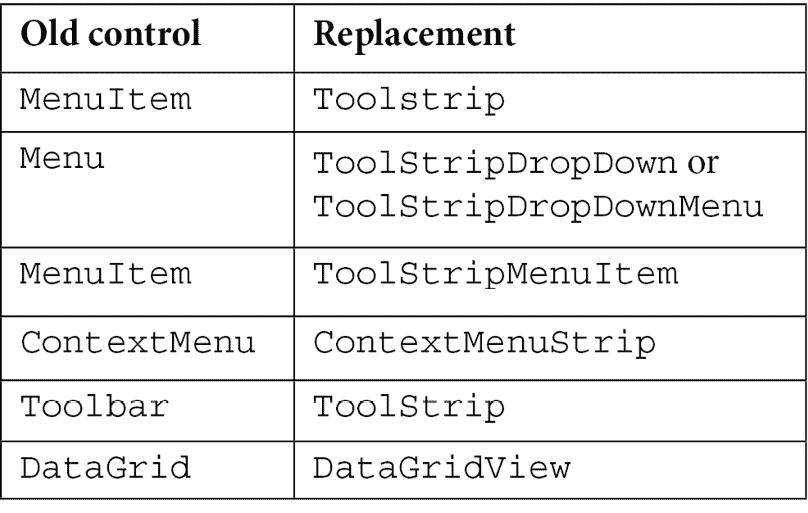 Old control Replacement
MenuItem Toolstrip
Menu ToolStripDropDown or
ToolStripDropDownMenu
MenuItem ToolStripMenuItem
ContextMenu ContextMenuStrip
Toolbar ToolStrip
DataGrid DataGridView